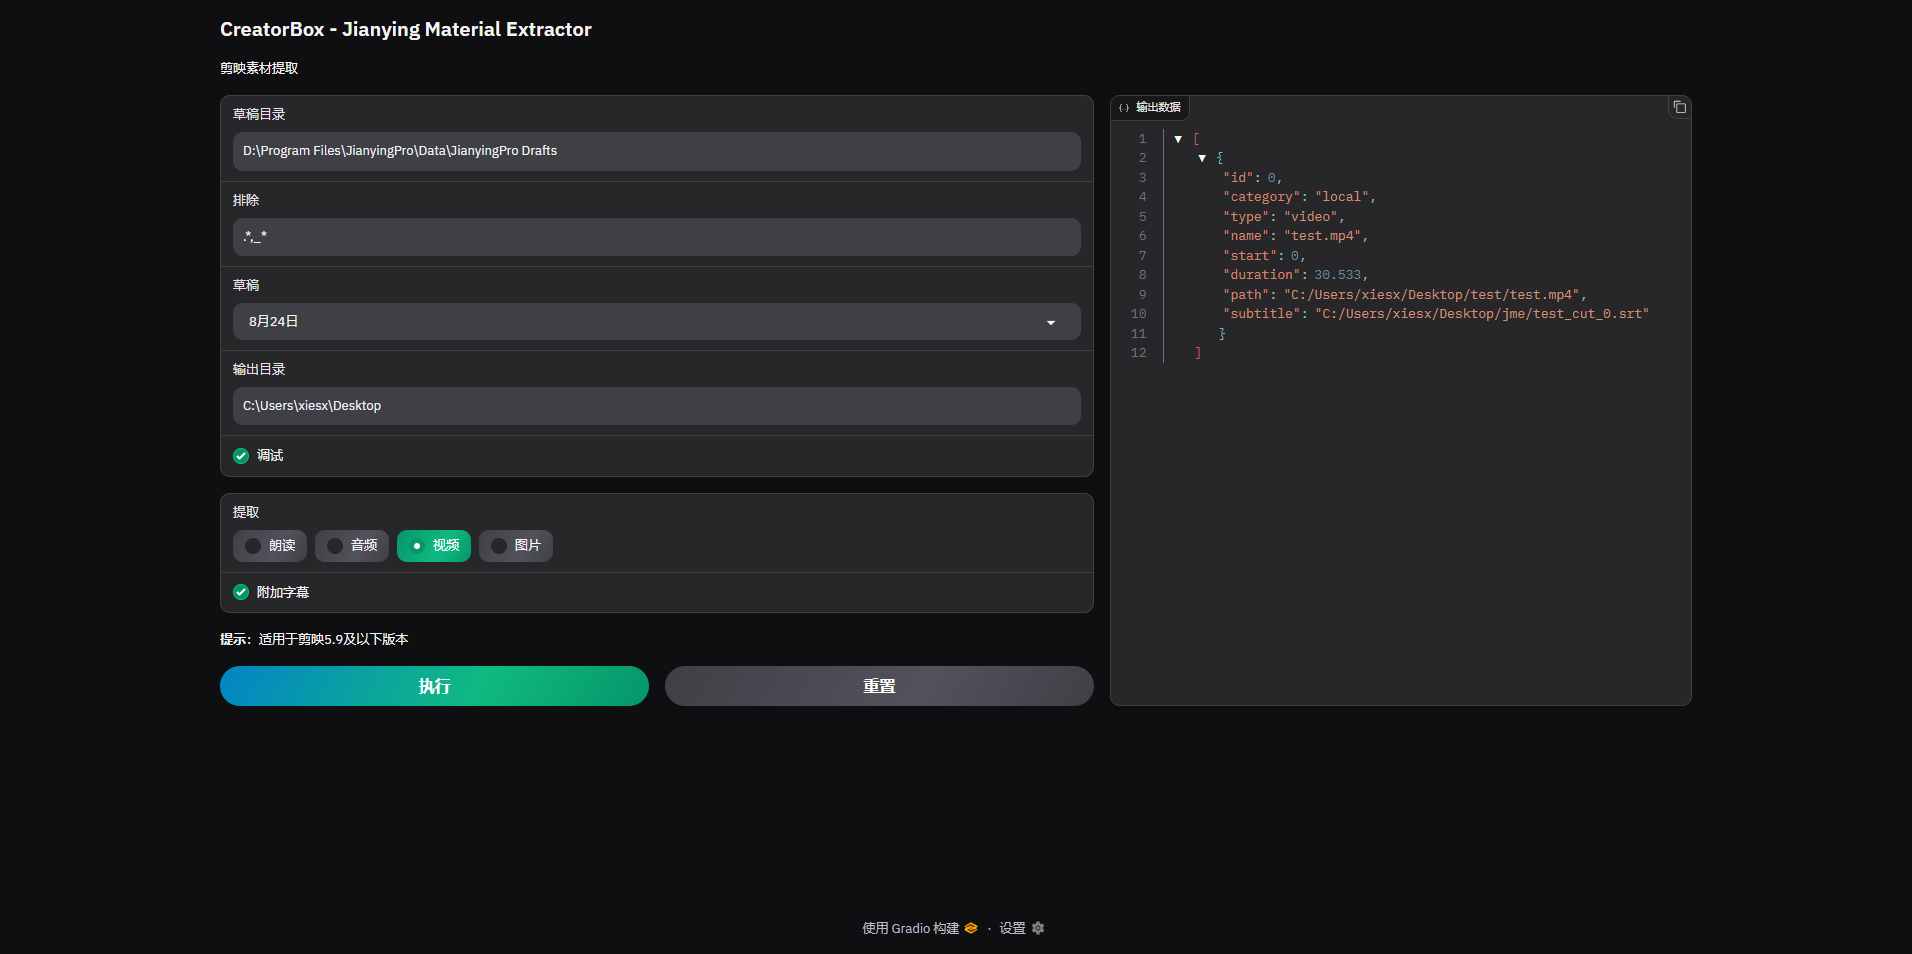 CreatorBox - Jianying Material Extractor
剪映素材提取
草稿目录
D:\Program Files\JianyingPro\Data\JianyingPro Drafts
排除
.*,_*
草稿
8月24日
输出目录
C:\Users\xiesx\Desktop
调试
提取
朗读 音频 视频 图片
附加字幕
提示：适用于剪映5.9及以下版本
执行 重置
输出数据
1 [
2 {
3 "id": 0,
4 "category": "local",
5 "type": "video",
6 "name": "test.mp4",
7 "start": 0,
8 "duration": 30.533,
9 "path": "C:/Users/xiesx/Desktop/test/test.mp4",
10 "subtitle": "C:/Users/xiesx/Desktop/jme/test_cut_0.srt"
11 }
12 ]
使用 Gradio 构建 · 设置